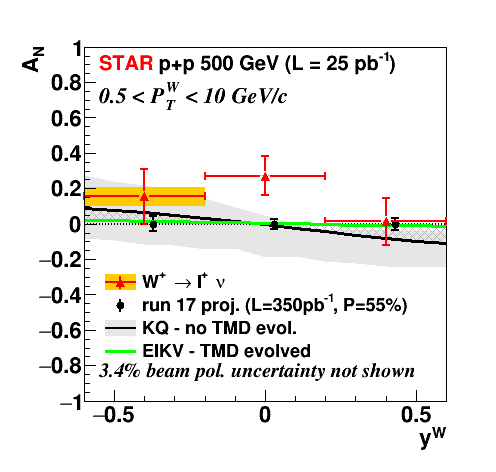 A_N
STAR p+p 500 GeV (L = 25 pb⁻¹)
0.5 < P_T^W < 10 GeV/c
1
0.8
0.6
0.4
0.2
0
−0.2
−0.4
−0.6
−0.8
−1
W⁺ → l⁺ ν
run 17 proj. (L=350pb⁻¹, P=55%)
KQ - no TMD evol.
EIKV - TMD evolved
3.4% beam pol. uncertainty not shown
−0.5 0 0.5
y^W